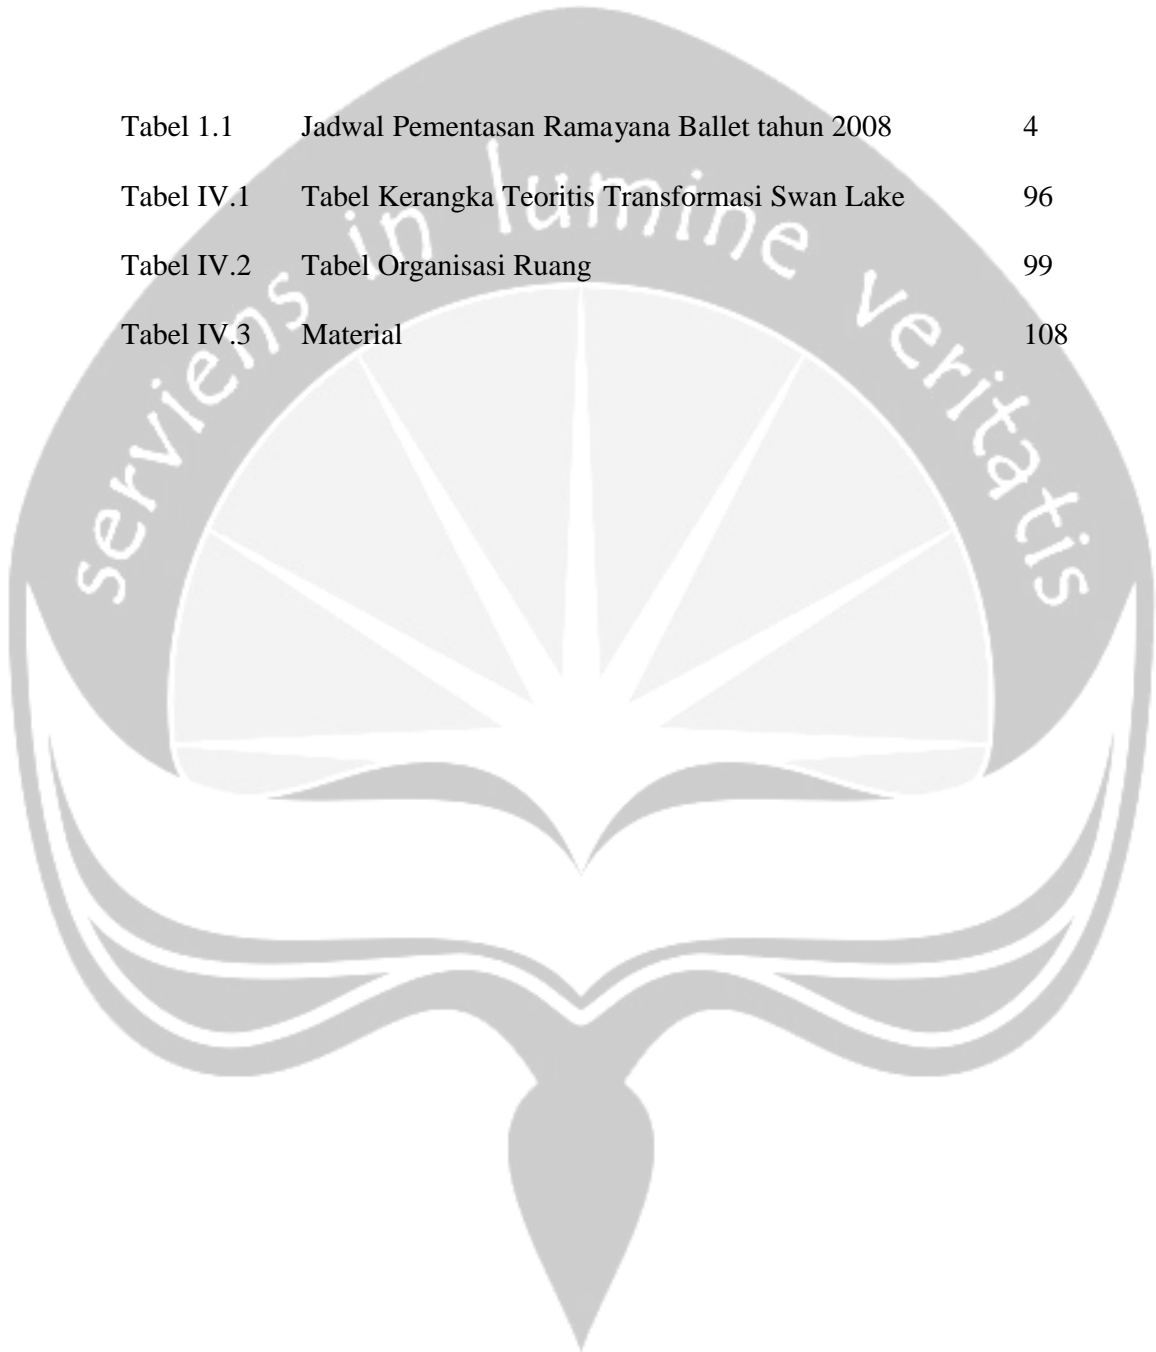 Tabel 1.1 Jadwal Pementasan Ramayana Ballet tahun 2008 4
Tabel IV.1 Tabel Kerangka Teoritis Transformasi Swan Lake 96
Tabel IV.2 Tabel Organisasi Ruang 99
Tabel IV.3 Material 108
serviens in lumine veritatis